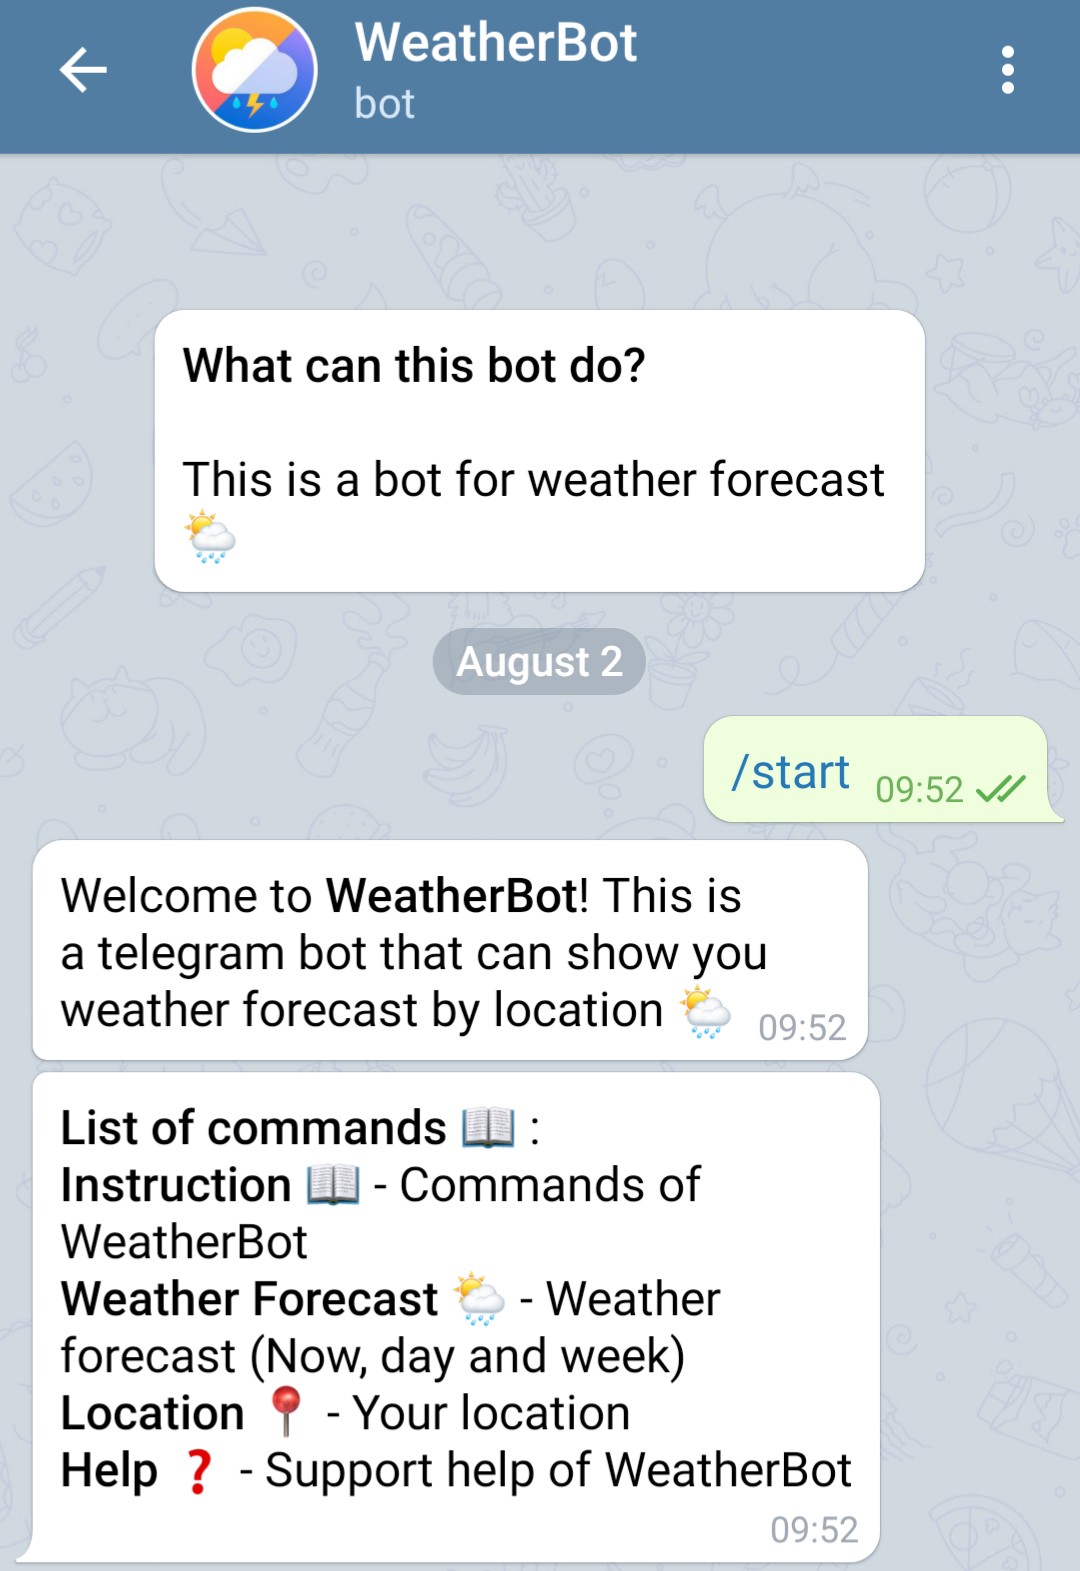 WeatherBot
bot
What can this bot do?
This is a bot for weather forecast
🌦
August 2
/start 09:52
Welcome to WeatherBot! This is
a telegram bot that can show you
weather forecast by location 🌦 09:52
List of commands 📖 :
Instruction 📖 - Commands of
WeatherBot
Weather Forecast 🌦 - Weather
forecast (Now, day and week)
Location 📍 - Your location
Help ❓ - Support help of WeatherBot
09:52